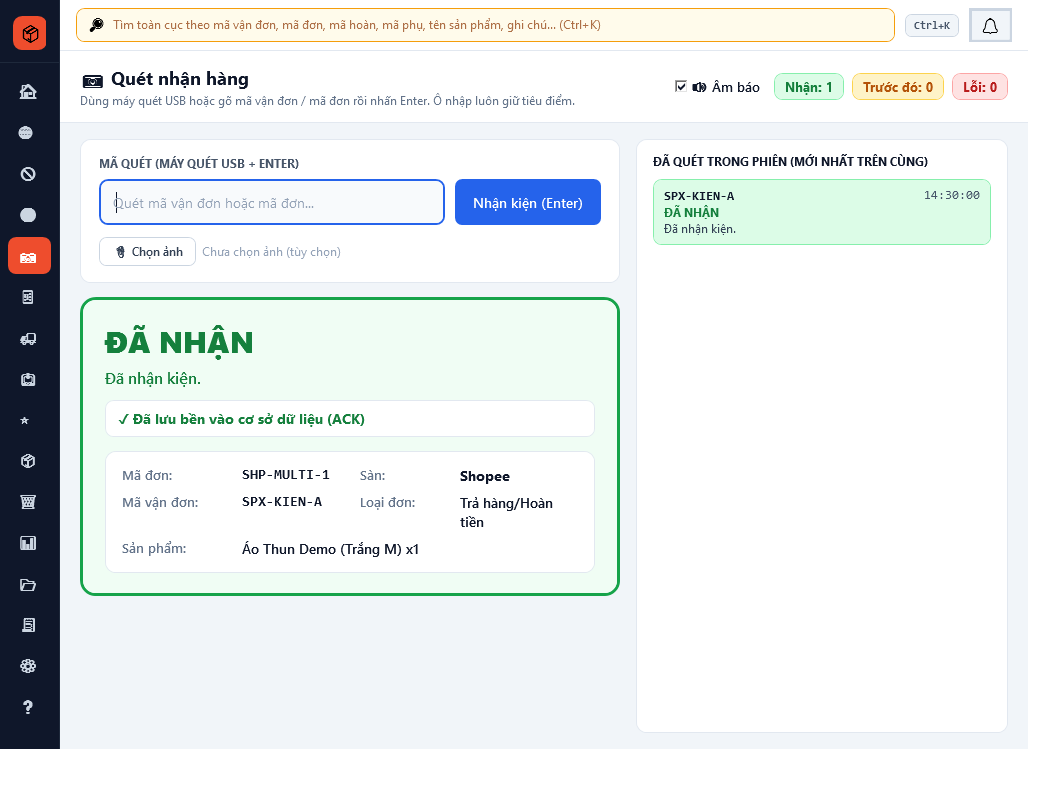 Tìm toàn cục theo mã vận đơn, mã đơn, mã hoàn, mã phụ, tên sản phẩm, ghi chú... (Ctrl+K)
Ctrl+K
Quét nhận hàng
Dùng máy quét USB hoặc gõ mã vận đơn / mã đơn rồi nhấn Enter. Ô nhập luôn giữ tiêu điểm.
Âm báo
Nhận: 1
Trước đó: 0
Lỗi: 0
MÃ QUÉT (MÁY QUÉT USB + ENTER)
Quét mã vận đơn hoặc mã đơn...
Nhận kiện (Enter)
Chọn ảnh
Chưa chọn ảnh (tùy chọn)
ĐÃ NHẬN
Đã nhận kiện.
✓ Đã lưu bền vào cơ sở dữ liệu (ACK)
Mã đơn:
SHP-MULTI-1
Sàn:
Shopee
Mã vận đơn:
SPX-KIEN-A
Loại đơn:
Trả hàng/Hoàn
tiền
Sản phẩm:
Áo Thun Demo (Trắng M) x1
ĐÃ QUÉT TRONG PHIÊN (MỚI NHẤT TRÊN CÙNG)
SPX-KIEN-A
14:30:00
ĐÃ NHẬN
Đã nhận kiện.